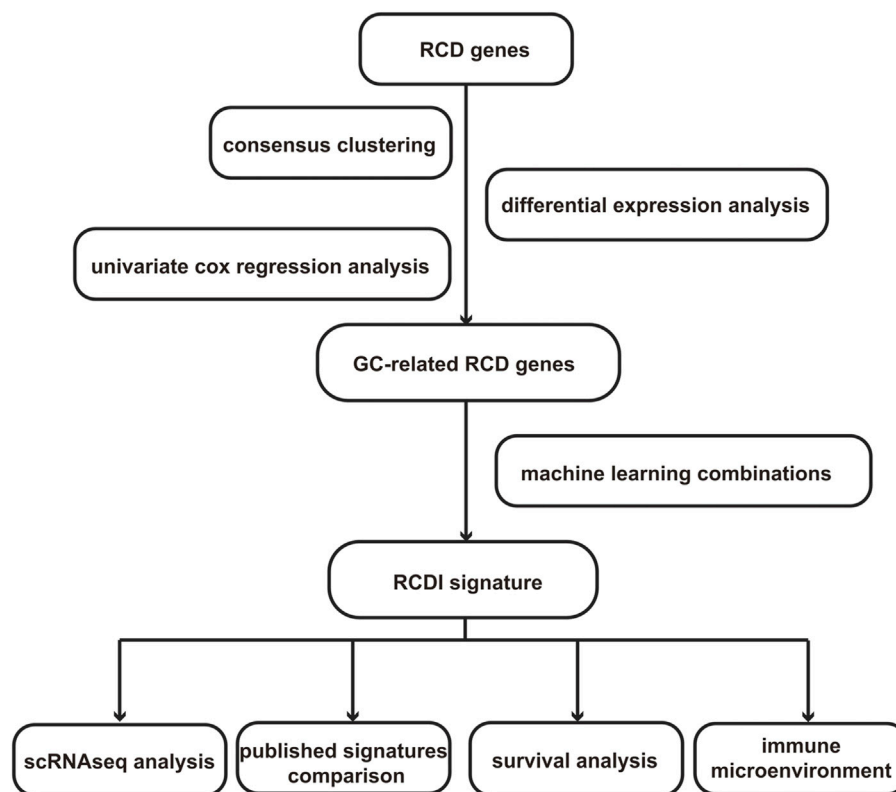 RCD genes
consensus clustering
differential expression analysis
univariate cox regression analysis
GC-related RCD genes
machine learning combinations
RCDI signature
scRNAseq analysis
published signatures
comparison
survival analysis
immune
microenvironment